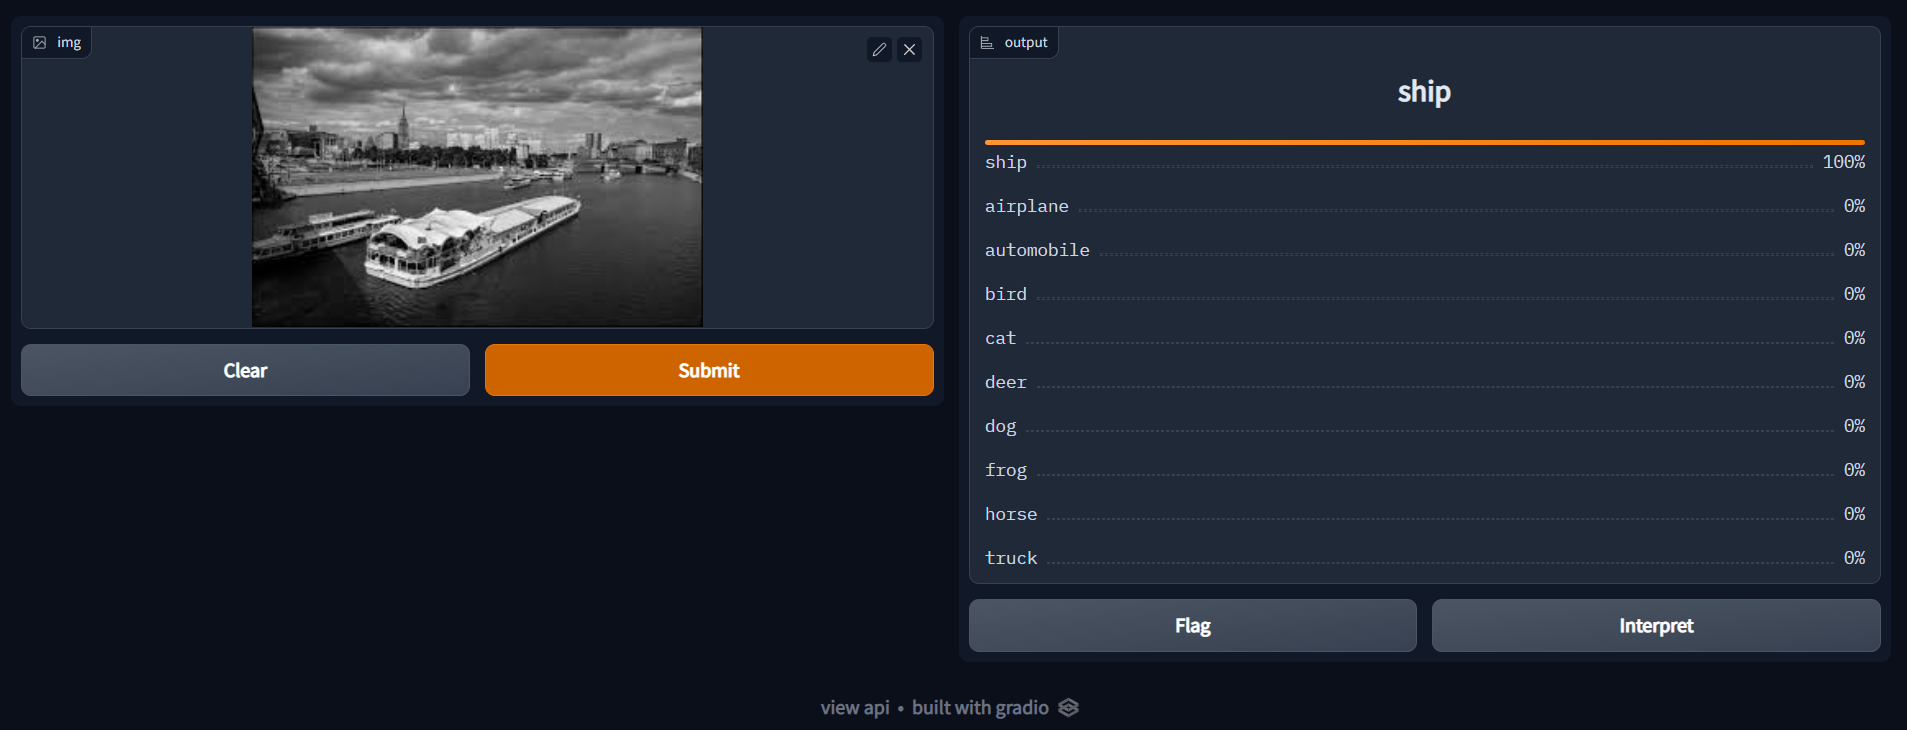 img
Clear
Submit
output
ship
ship 100%
airplane 0%
automobile 0%
bird 0%
cat 0%
deer 0%
dog 0%
frog 0%
horse 0%
truck 0%
Flag
Interpret
view api • built with gradio